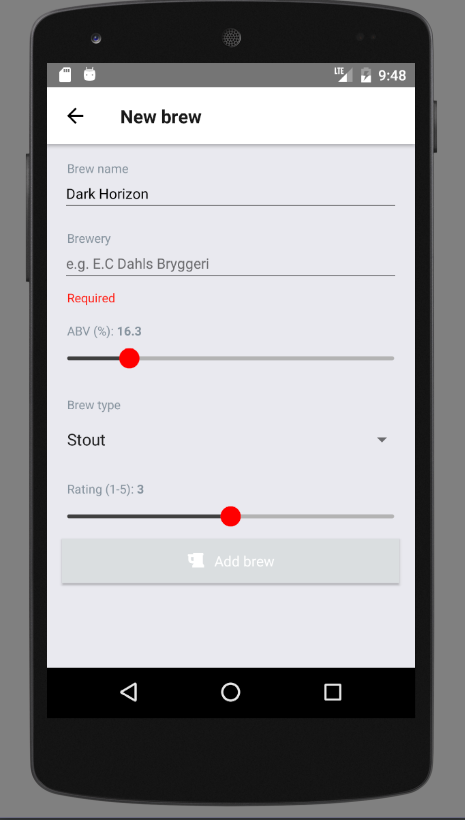 LTE 9:48
New brew
Brew name
Dark Horizon
Brewery
e.g. E.C Dahls Bryggeri
Required
ABV (%): 16.3
Brew type
Stout
Rating (1-5): 3
Add brew